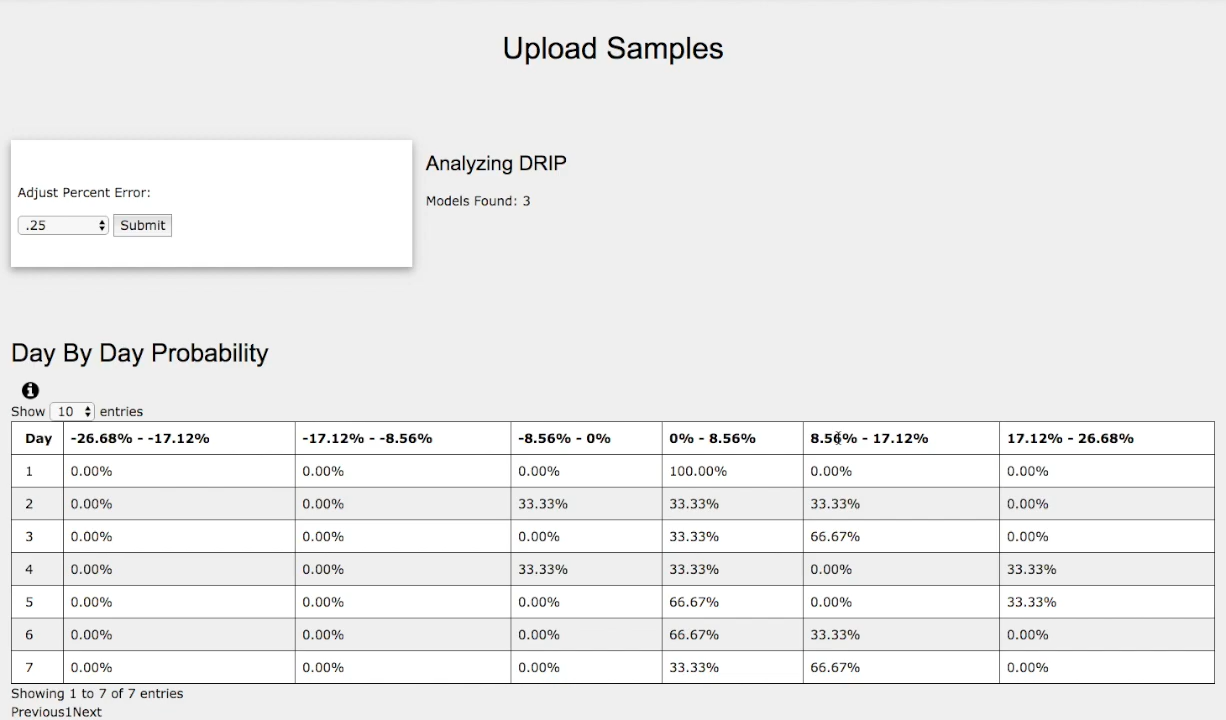 Upload Samples
Adjust Percent Error:
.25 Submit
Analyzing DRIP
Models Found: 3
Day By Day Probability
Show 10 entries
Day -26.68% - -17.12% -17.12% - -8.56% -8.56% - 0% 0% - 8.56% 8.56% - 17.12% 17.12% - 26.68%
1 0.00% 0.00% 0.00% 100.00% 0.00% 0.00%
2 0.00% 0.00% 33.33% 33.33% 33.33% 0.00%
3 0.00% 0.00% 0.00% 33.33% 66.67% 0.00%
4 0.00% 0.00% 33.33% 33.33% 0.00% 33.33%
5 0.00% 0.00% 0.00% 66.67% 0.00% 33.33%
6 0.00% 0.00% 0.00% 66.67% 33.33% 0.00%
7 0.00% 0.00% 0.00% 33.33% 66.67% 0.00%
Showing 1 to 7 of 7 entries
Previous1Next